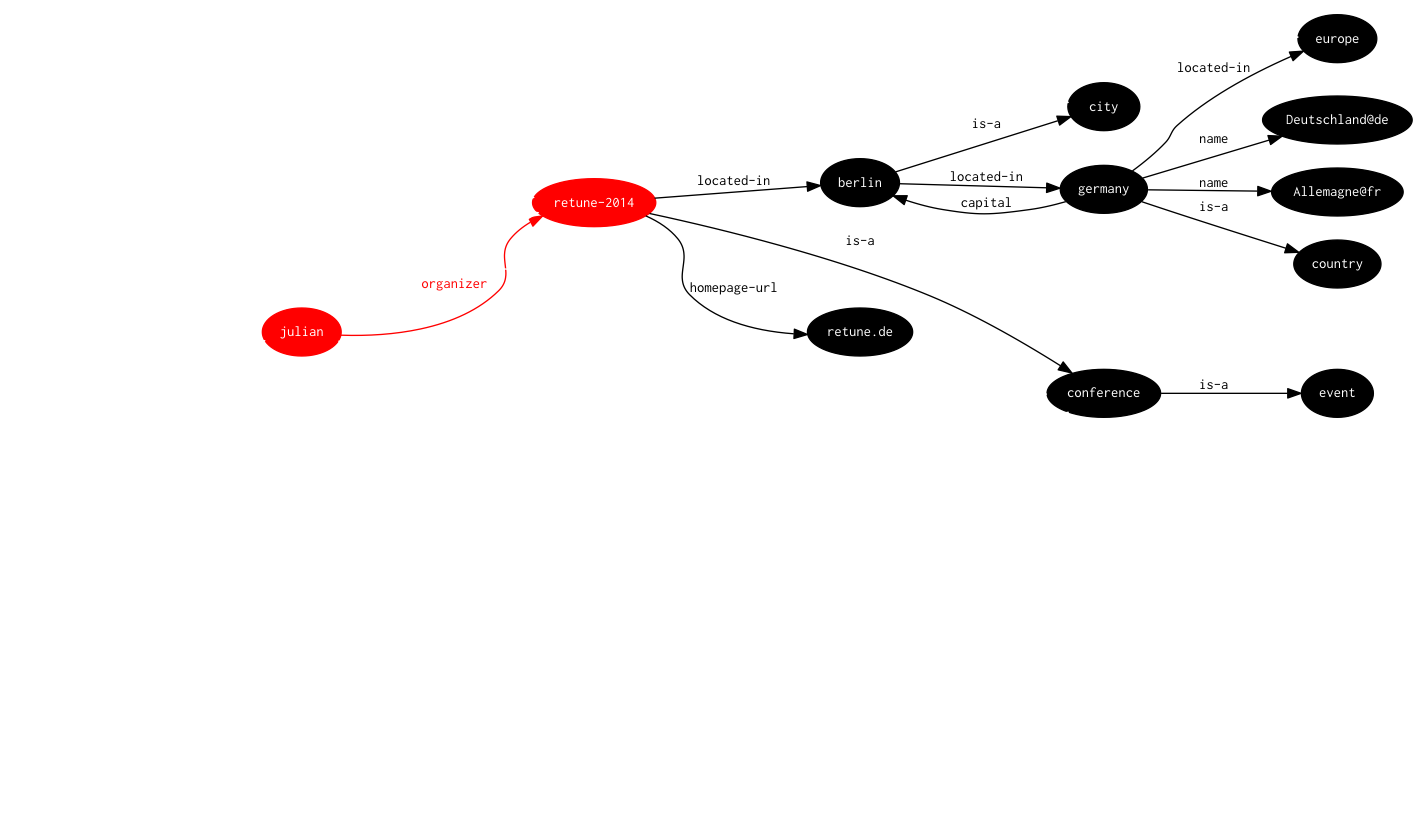 europe
located-in
city
Deutschland@de
is-a
name
located-in
located-in
berlin
germany
name
Allemagne@fr
retune-2014
capital
is-a
is-a
country
organizer
homepage-url
julian
retune.de
conference
is-a
event